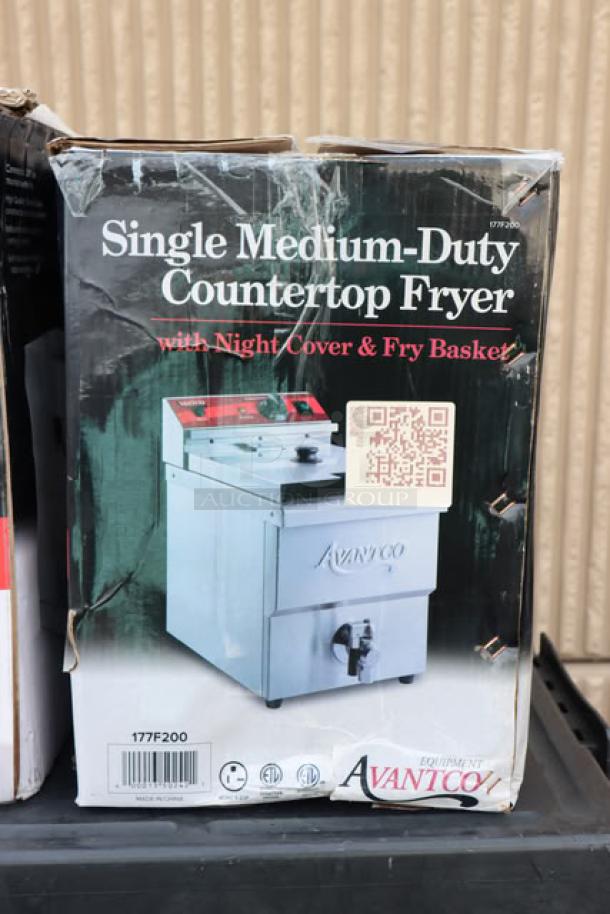 177F200
Single Medium-Duty
Countertop Fryer
with Night Cover & Fry Basket
AUCTION GROUP
AVANTCO
177F200
MADE IN CHINA
EQUIPMENT
AVANTCO